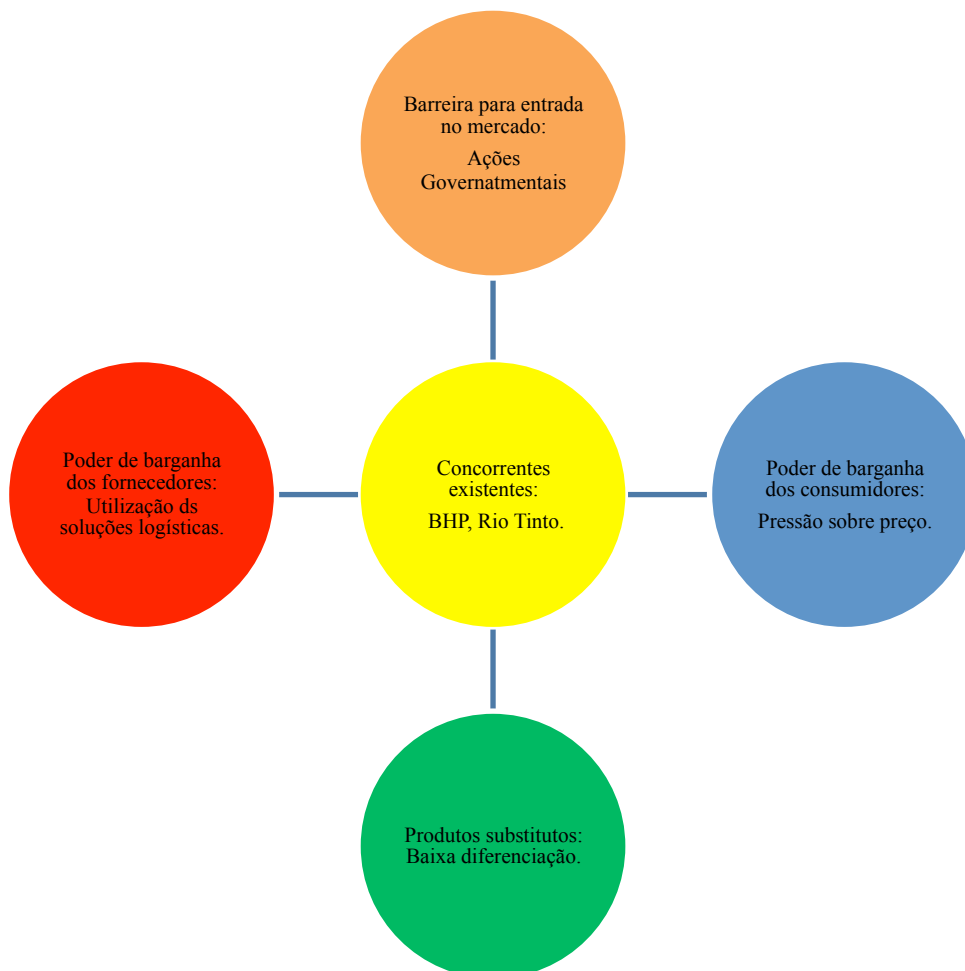 Barreira para entrada
no mercado:
Ações
Governatmentais
Poder de barganha
dos fornecedores:
Utilização ds
soluções logísticas.
Concorrentes
existentes:
BHP, Rio Tinto.
Poder de barganha
dos consumidores:
Pressão sobre preço.
Produtos substitutos:
Baixa diferenciação.